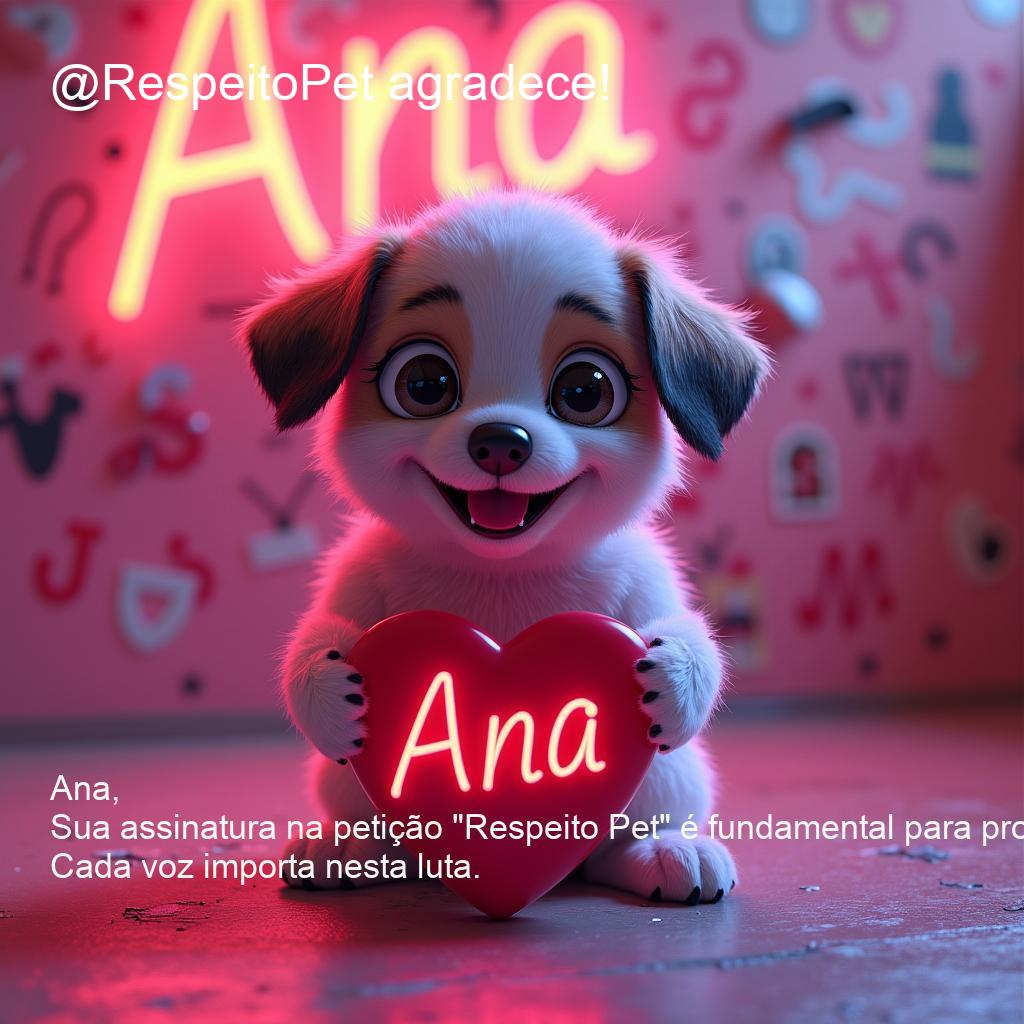 Ana
@RespeitoPet agradece!
Ana
Ana,
Sua assinatura na petição "Respeito Pet" é fundamental para pro
Cada voz importa nesta luta.
J
S
W
M